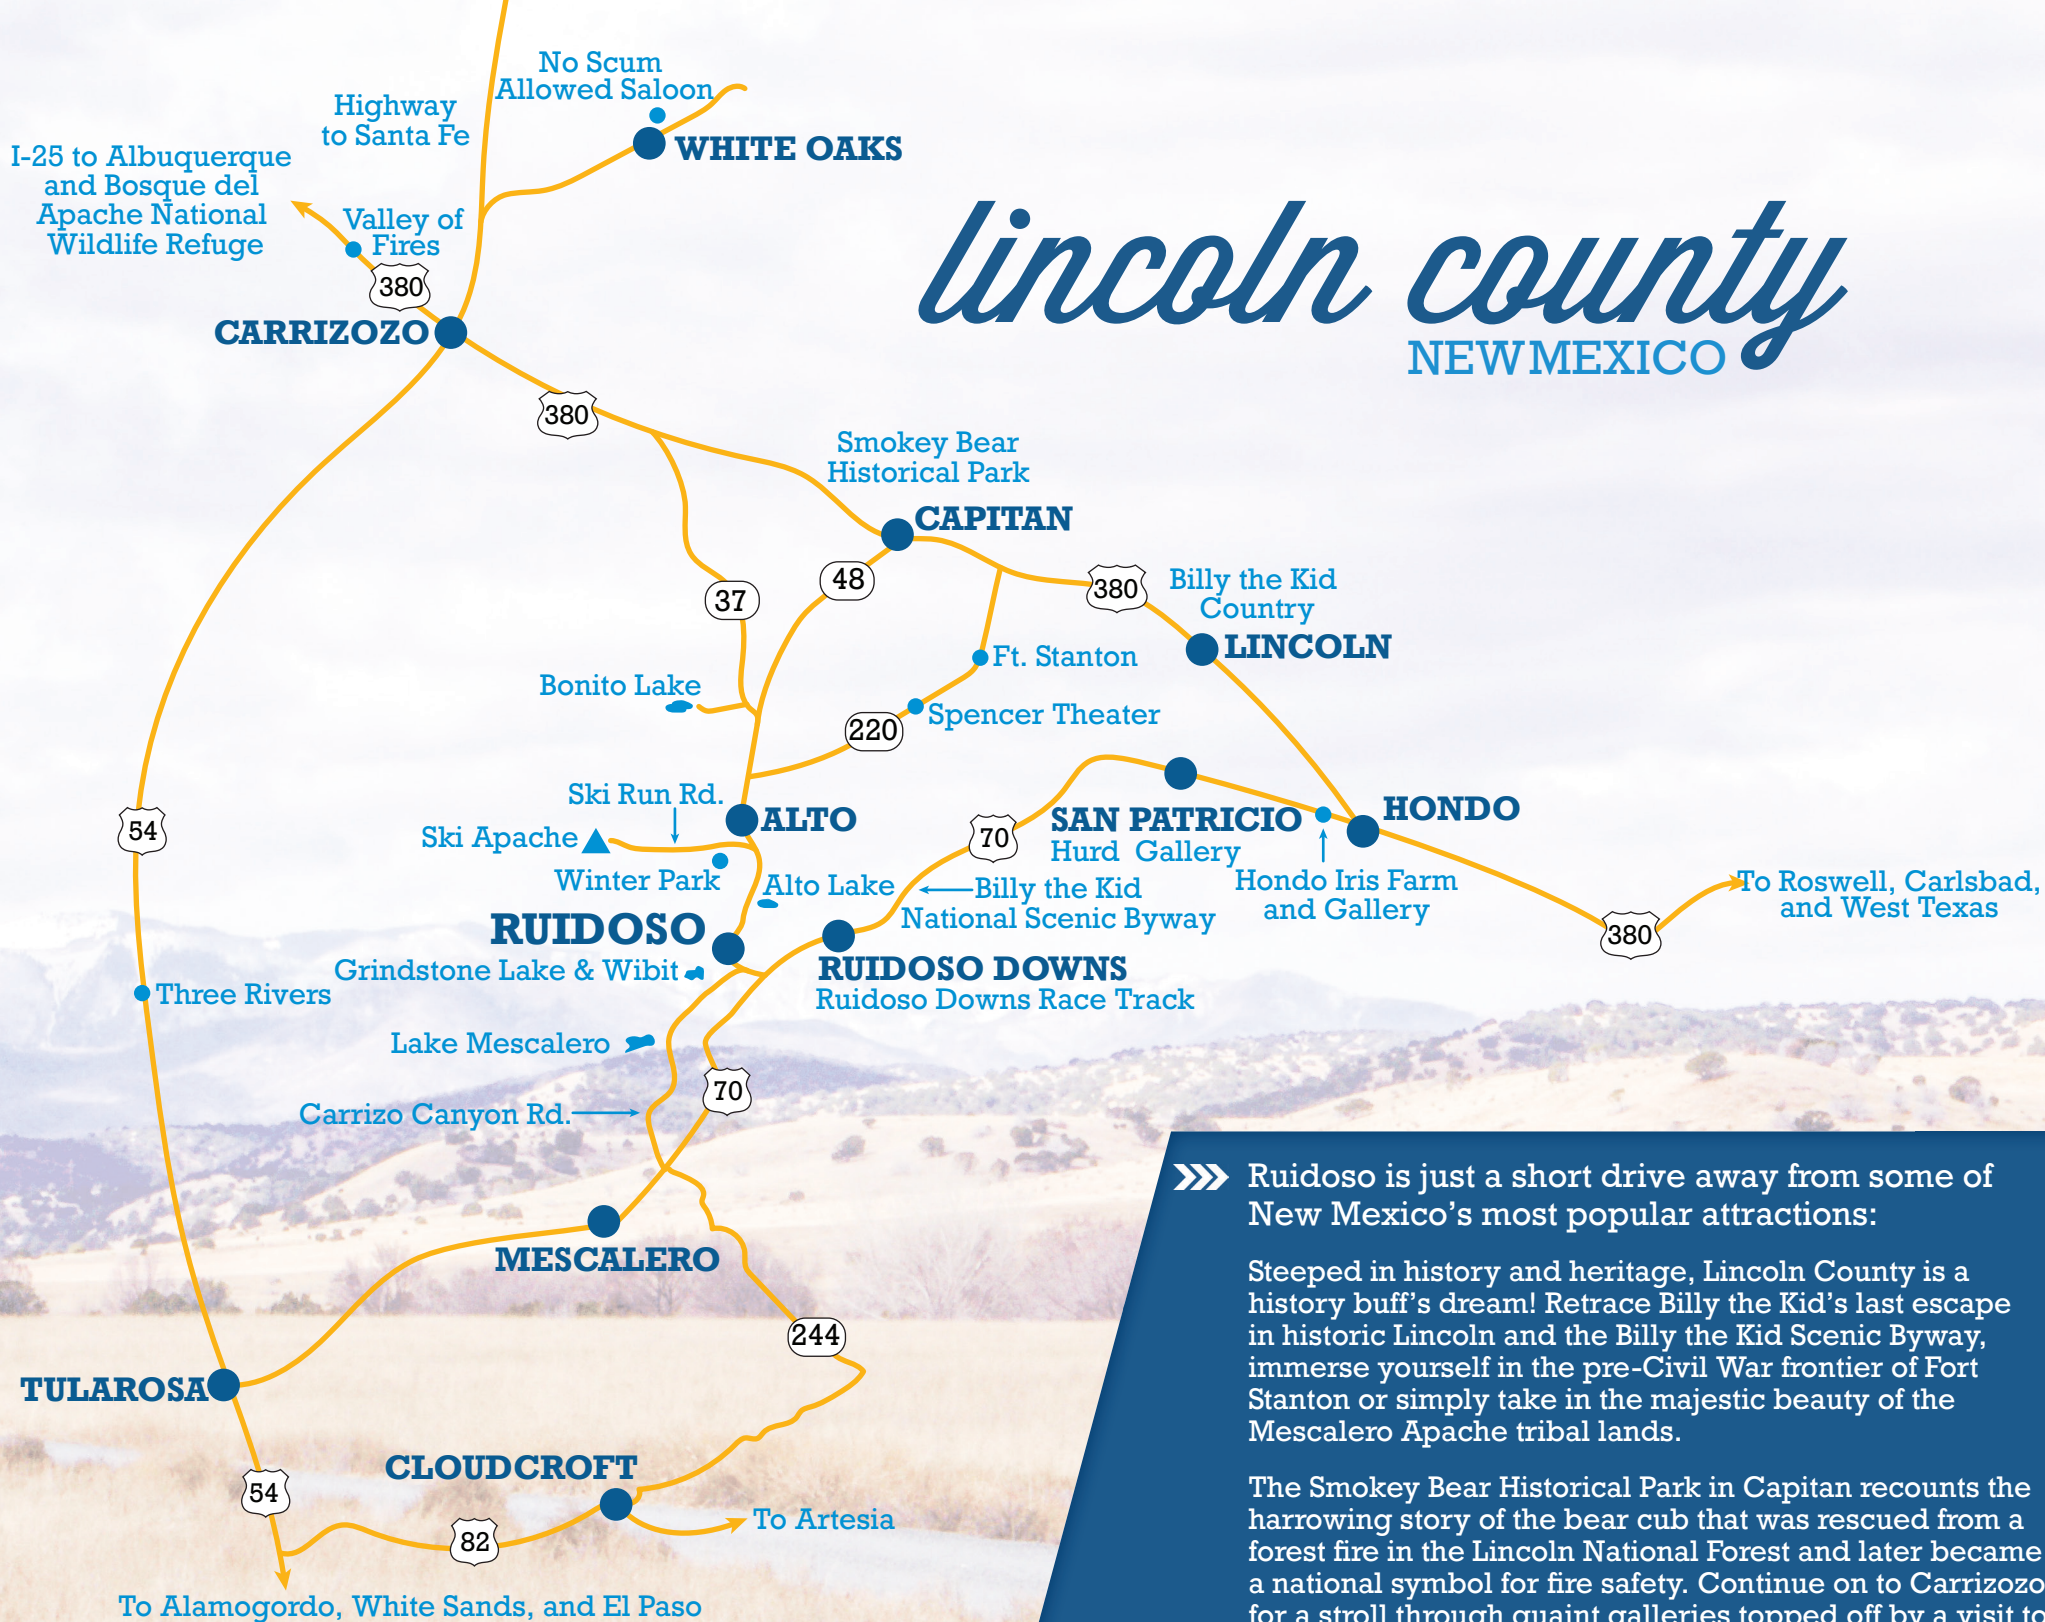 No Scum
Allowed Saloon
Highway
to Santa Fe
WHITE OAKS
I-25 to Albuquerque
and Bosque del
Apache National
Wildlife Refuge
Valley of
Fires
380
CARRIZOZO
lincoln county
NEW MEXICO
380
Smokey Bear
Historical Park
CAPITAN
48
37
380
Billy the Kid
Country
LINCOLN
Ft. Stanton
Bonito Lake
Spencer Theater
220
Ski Run Rd.
ALTO
Ski Apache
Winter Park
54
70
SAN PATRICIO
Hurd Gallery
HONDO
Hondo Iris Farm
and Gallery
To Roswell, Carlsbad,
and West Texas
380
Alto Lake
Billy the Kid
National Scenic Byway
RUIDOSO
Grindstone Lake & Wibit
RUIDOSO DOWNS
Ruidoso Downs Race Track
Three Rivers
Lake Mescalero
70
Carrizo Canyon Rd.
MESCALERO
244
TULAROSA
CLOUDCROFT
54
82
To Artesia
To Alamogordo, White Sands, and El Paso
Ruidoso is just a short drive away from some of
New Mexico's most popular attractions:
Steeped in history and heritage, Lincoln County is a
history buff's dream! Retrace Billy the Kid's last escape
in historic Lincoln and the Billy the Kid Scenic Byway,
immerse yourself in the pre-Civil War frontier of Fort
Stanton or simply take in the majestic beauty of the
Mescalero Apache tribal lands.
The Smokey Bear Historical Park in Capitan recounts the
harrowing story of the bear cub that was rescued from a
forest fire in the Lincoln National Forest and later became
a national symbol for fire safety. Continue on to Carrizozo
for a stroll through quaint galleries topped off by a visit to